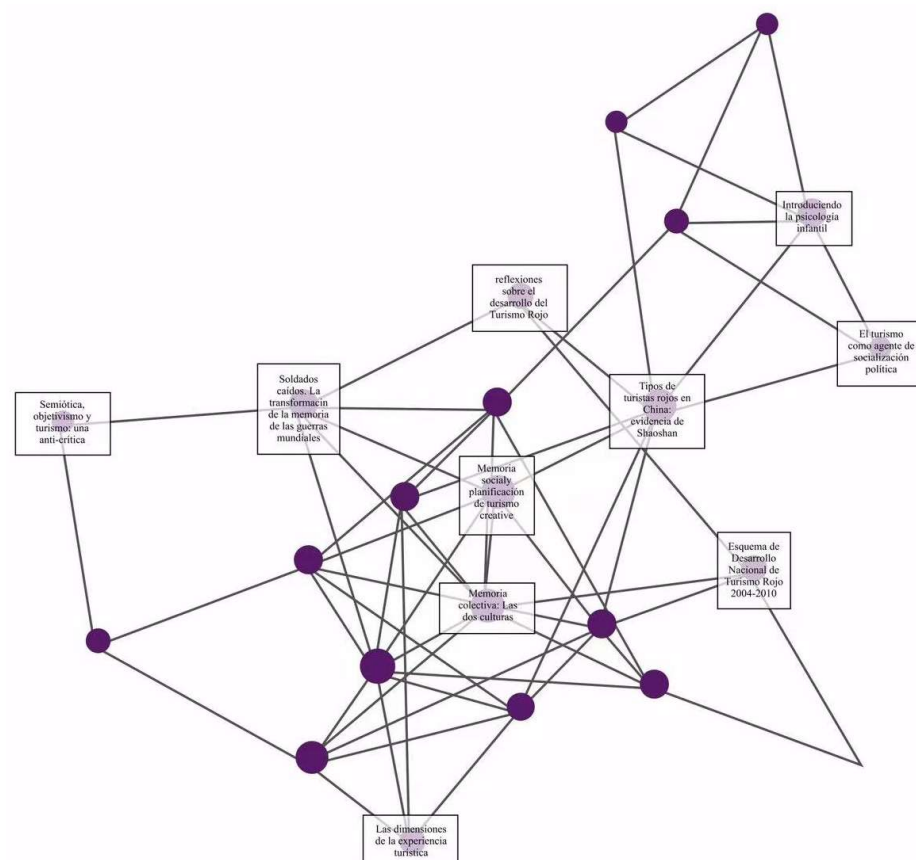 Introduciendo
la psicología
infantil
reflexiones
sobre el
desarrollo del
Turismo Rojo
El turismo
como agente de
socialización
política
Soldados
caídos. La
transformacin
de la memoria
de las guerras
mundiales
Tipos de
turistas rojos en
China:
evidencia de
Shaoshan
Semiótica,
objetivismo y
turismo: una
anti-crítica
Memoria
socialy
planificación
de turismo
creative
Esquema de
Desarrollo
Nacional de
Turismo Rojo
2004-2010
Memoria
colectiva: Las
dos culturas
Las dimensiones
de la experiencia
turística